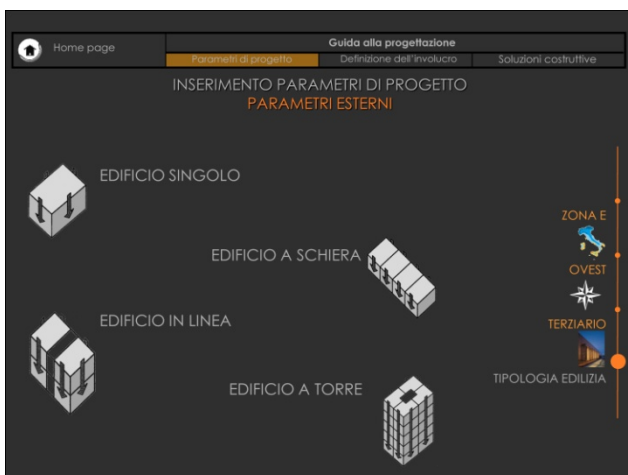 Home page
Guida alla progettazione
Parametri di progetto
Definizione dell'involucro
Soluzioni costruttive
INSERIMENTO PARAMETRI DI PROGETTO
PARAMETRI ESTERNI
EDIFICIO SINGOLO
EDIFICIO A SCHIERA
EDIFICIO IN LINEA
EDIFICIO A TORRE
ZONA E
OVEST
TERZIARIO
TIPOLOGIA EDILIZIA